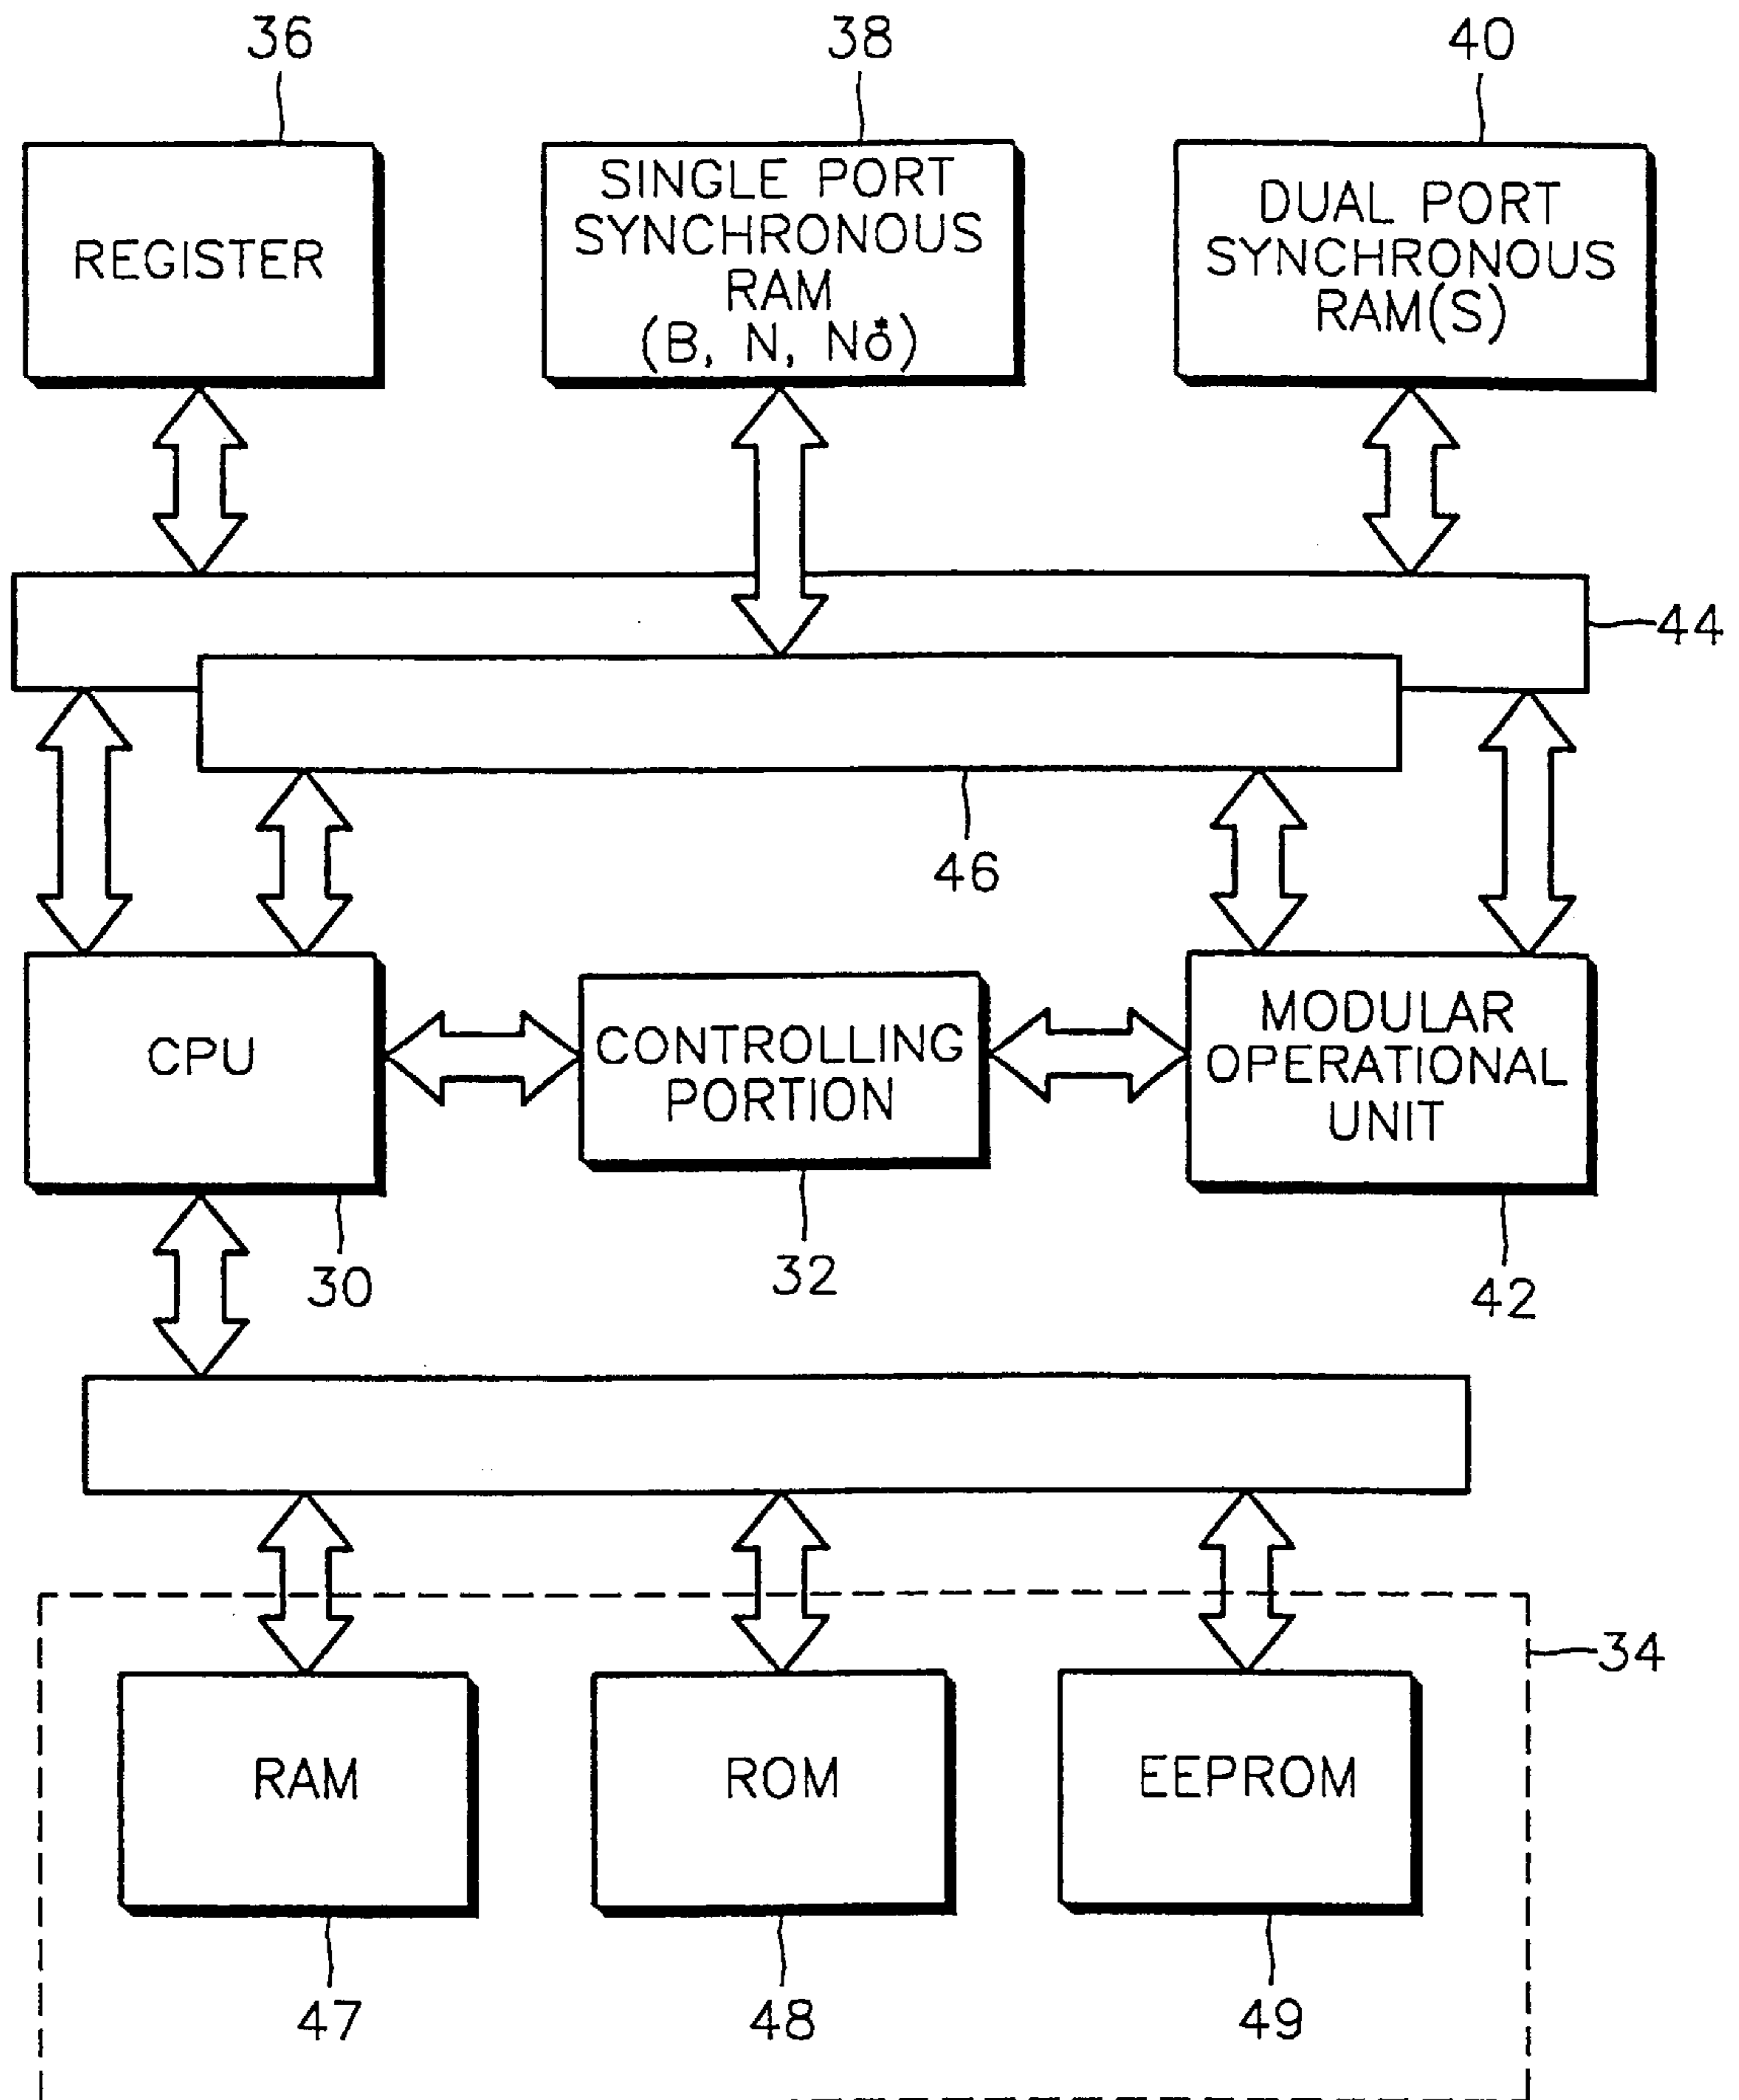 36
38
40
REGISTER
SINGLE PORT
SYNCHRONOUS
RAM
(B, N, Nő*)
DUAL PORT
SYNCHRONOUS
RAM(S)
44
46
CPU
CONTROLLING
PORTION
MODULAR
OPERATIONAL
UNIT
30
32
42
34
RAM
ROM
EEPROM
47
48
49